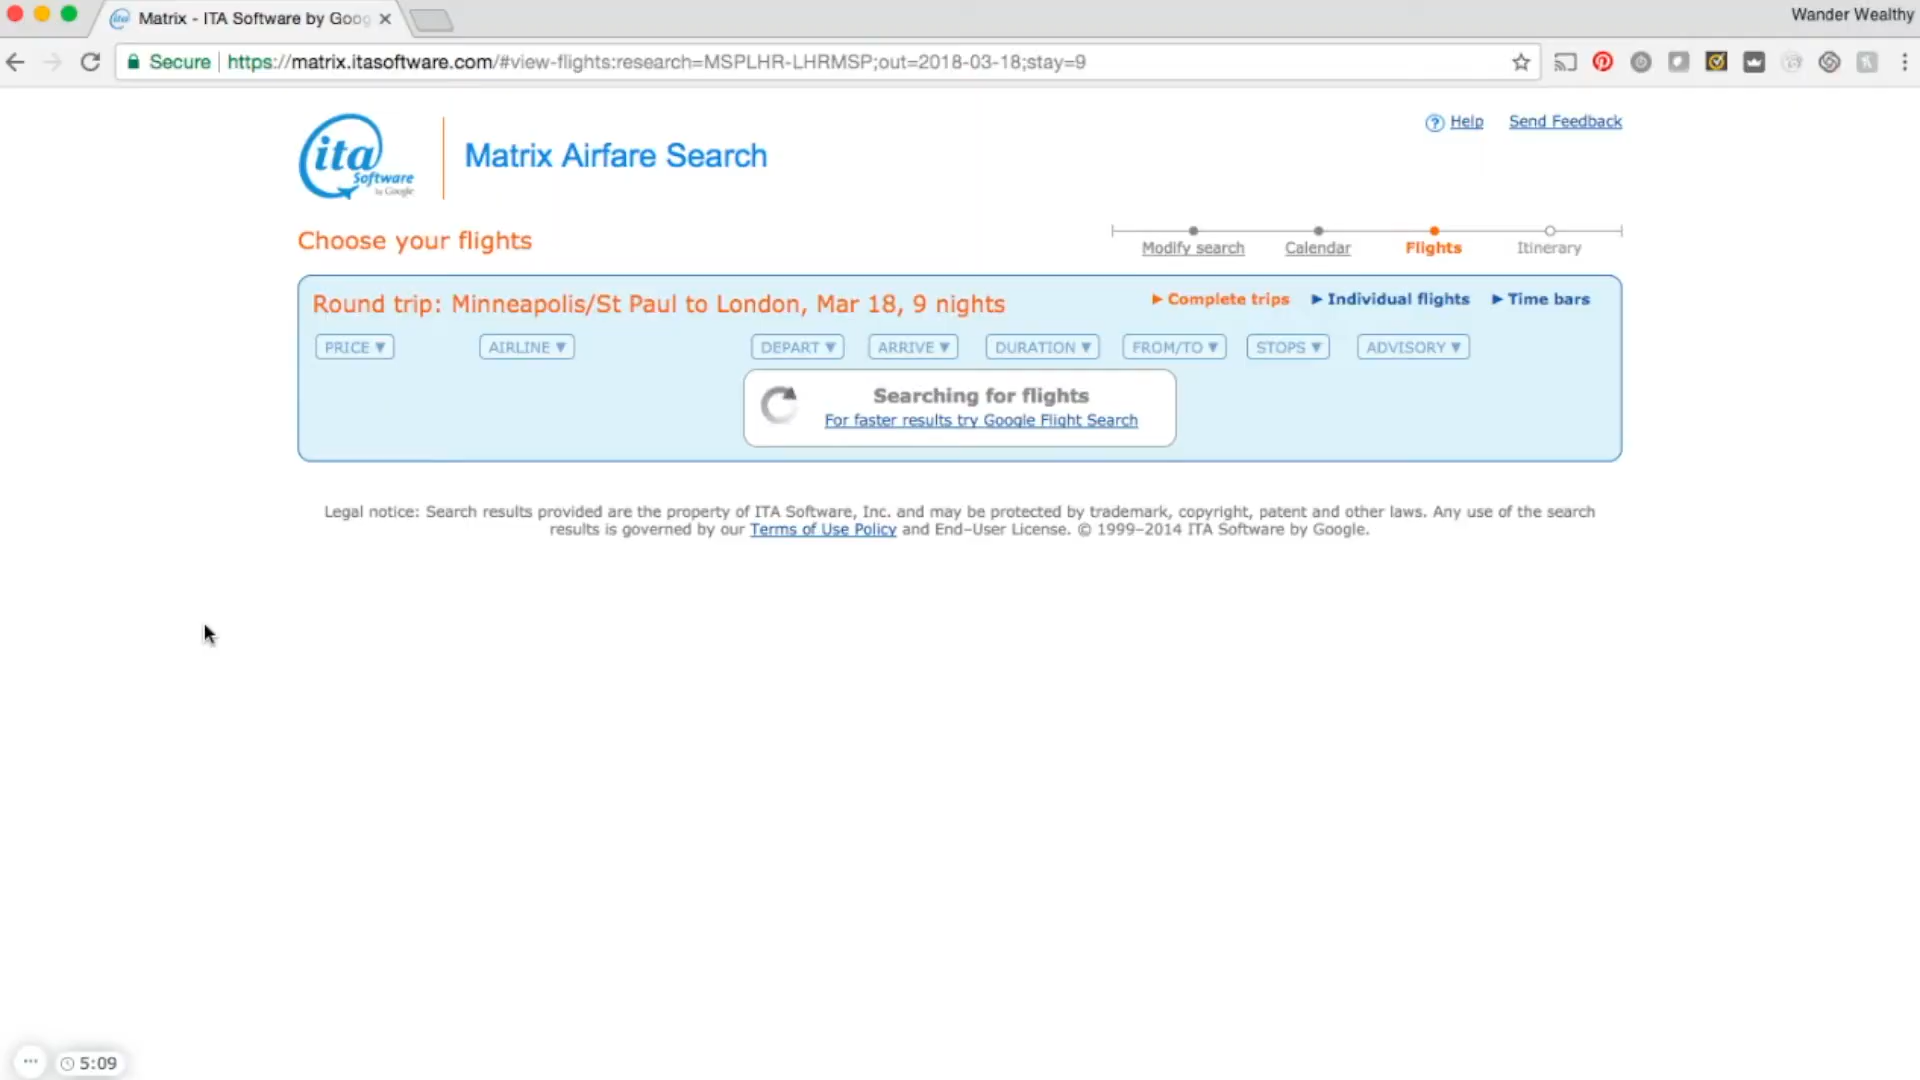 Matrix - ITA Software by Goog
Wander Wealthy
Secure https://matrix.itasoftware.com/#view-flights:research=MSPLHR-LHRMSP;out=2018-03-18;stay=9
ita Software by Google
Matrix Airfare Search
? Help Send Feedback
Choose your flights
Modify search Calendar Flights Itinerary
Round trip: Minneapolis/St Paul to London, Mar 18, 9 nights
Complete trips Individual flights Time bars
PRICE AIRLINE DEPART ARRIVE DURATION FROM/TO STOPS ADVISORY
Searching for flights
For faster results try Google Flight Search
Legal notice: Search results provided are the property of ITA Software, Inc. and may be protected by trademark, copyright, patent and other laws. Any use of the search
results is governed by our Terms of Use Policy and End-User License. © 1999-2014 ITA Software by Google.
5:09